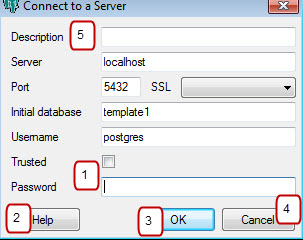 Connect to a Server
Description 5
Server localhost
Port 5432 SSL
Initial database template1
Username postgres
Trusted
1
Password
2 Help 3 OK Cancel 4